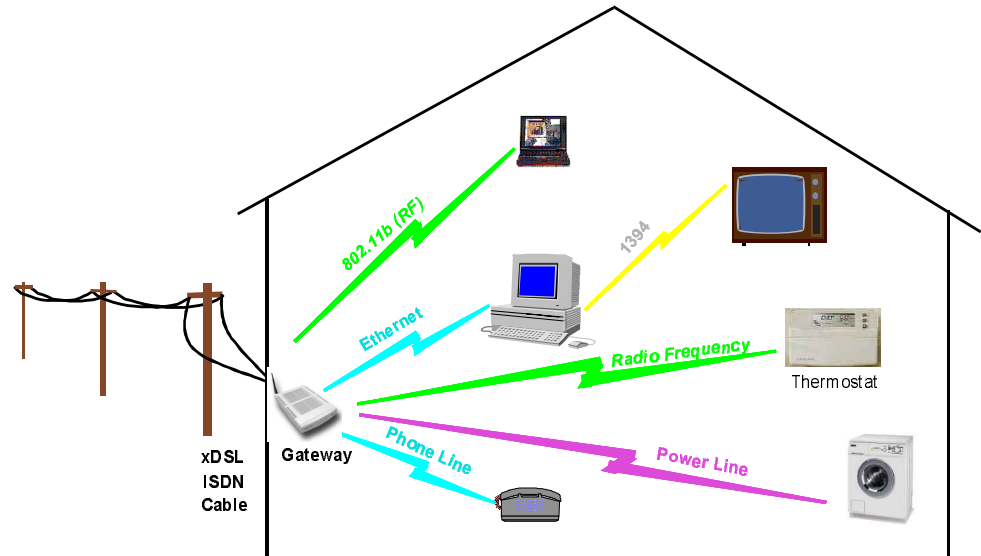 802.11b (RF)
1394
Ethernet
Radio Frequency
Thermostat
Gateway
Phone Line
Power Line
xDSL
ISDN
Cable